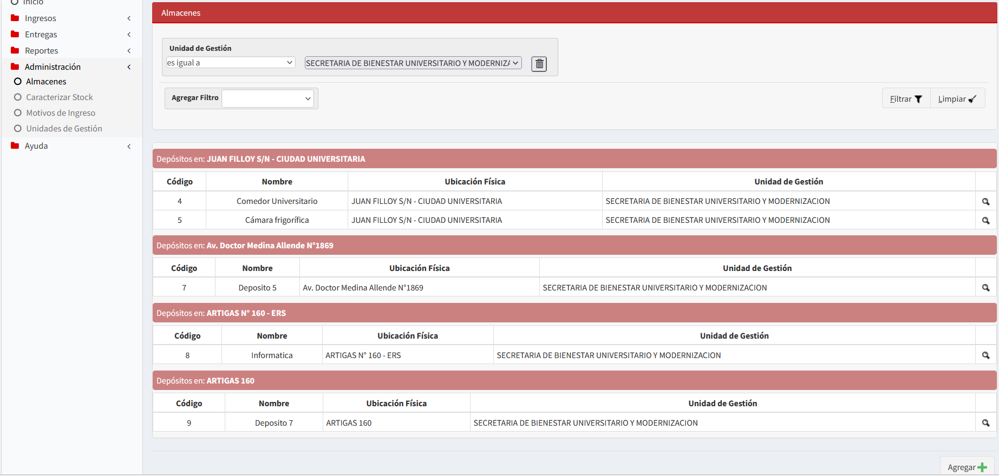 Inicio
Ingresos
Entregas
Reportes
Administración
Almacenes
Caracterizar Stock
Motivos de Ingreso
Unidades de Gestión
Ayuda
Almacenes
Unidad de Gestión
es igual a SECRETARIA DE BIENESTAR UNIVERSITARIO Y MODERNIZA
Agregar Filtro
Filtrar Limpiar
Depósitos en: JUAN FILLOY S/N - CIUDAD UNIVERSITARIA
Código Nombre Ubicación Física Unidad de Gestión
4 Comedor Universitario JUAN FILLOY S/N - CIUDAD UNIVERSITARIA SECRETARIA DE BIENESTAR UNIVERSITARIO Y MODERNIZACION
5 Cámara frigorífica JUAN FILLOY S/N - CIUDAD UNIVERSITARIA SECRETARIA DE BIENESTAR UNIVERSITARIO Y MODERNIZACION
Depósitos en: Av. Doctor Medina Allende N°1869
Código Nombre Ubicación Física Unidad de Gestión
7 Deposito 5 Av. Doctor Medina Allende N°1869 SECRETARIA DE BIENESTAR UNIVERSITARIO Y MODERNIZACION
Depósitos en: ARTIGAS N° 160 - ERS
Código Nombre Ubicación Física Unidad de Gestión
8 Informatica ARTIGAS N° 160 - ERS SECRETARIA DE BIENESTAR UNIVERSITARIO Y MODERNIZACION
Depósitos en: ARTIGAS 160
Código Nombre Ubicación Física Unidad de Gestión
9 Deposito 7 ARTIGAS 160 SECRETARIA DE BIENESTAR UNIVERSITARIO Y MODERNIZACION
Agregar